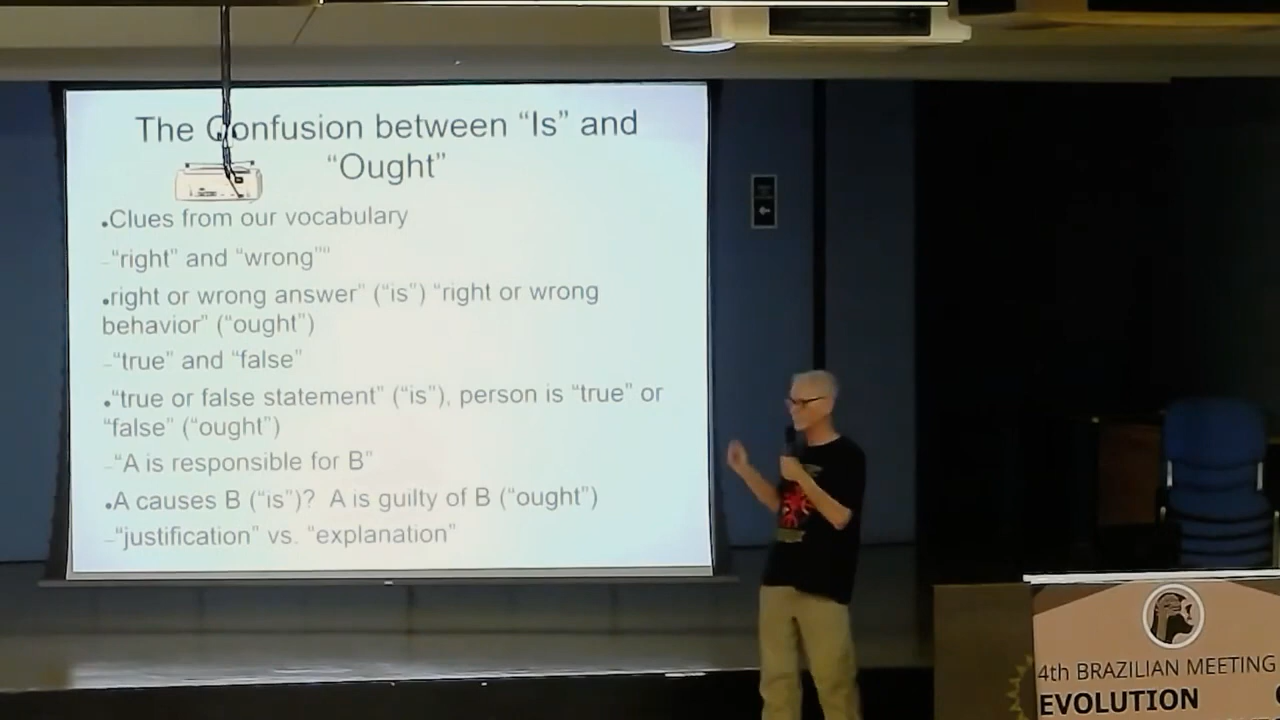 The Confusion between “Is” and
“Ought”
•Clues from our vocabulary
–“right” and “wrong””
•right or wrong answer” (“is”) “right or wrong
behavior” (“ought”)
–“true” and “false”
•“true or false statement” (“is”), person is “true” or
“false” (“ought”)
–“A is responsible for B”
•A causes B (“is”)? A is guilty of B (“ought”)
–“justification” vs. “explanation”
4th BRAZILIAN MEETING
EVOLUTION